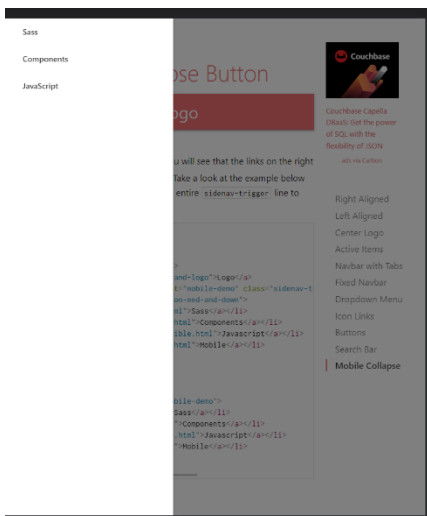 Sass
Components
JavaScript
ose Button
ogo
u will see that the links on the right
Take a look at the example below
entire sidenav-trigger line to
>
and-logo">Logo</a>
t="mobile-demo" class="sidenav-t
on-med-and-down">
ml">Sass</a></li>
html">Components</a></li>
ible.html">Javascript</a></li>
html">Mobile</a></li>
bile-demo">
Sass</a></li>
">Components</a></li>
.html">Javascript</a></li>
">Mobile</a></li>
Couchbase
Couchbase Capella
DBaaS: Get the power
of SQL with the
flexibility of JSON
ads via Carbon
Right Aligned
Left Aligned
Center Logo
Active Items
Navbar with Tabs
Fixed Navbar
Dropdown Menu
Icon Links
Buttons
Search Bar
Mobile Collapse